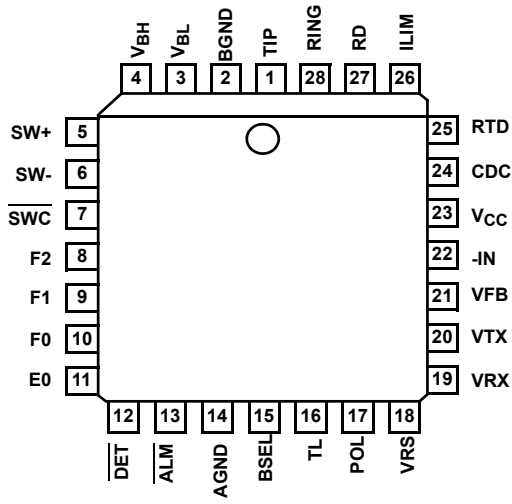 VBH VBL BGND TIP RING RD ILIM
4 3 2 1 28 27 26
SW+ 5 25 RTD
SW- 6 24 CDC
SWC 7 23 VCC
F2 8 22 -IN
F1 9 21 VFB
F0 10 20 VTX
E0 11 19 VRX
12 13 14 15 16 17 18
DET ALM AGND BSEL TL POL VRS